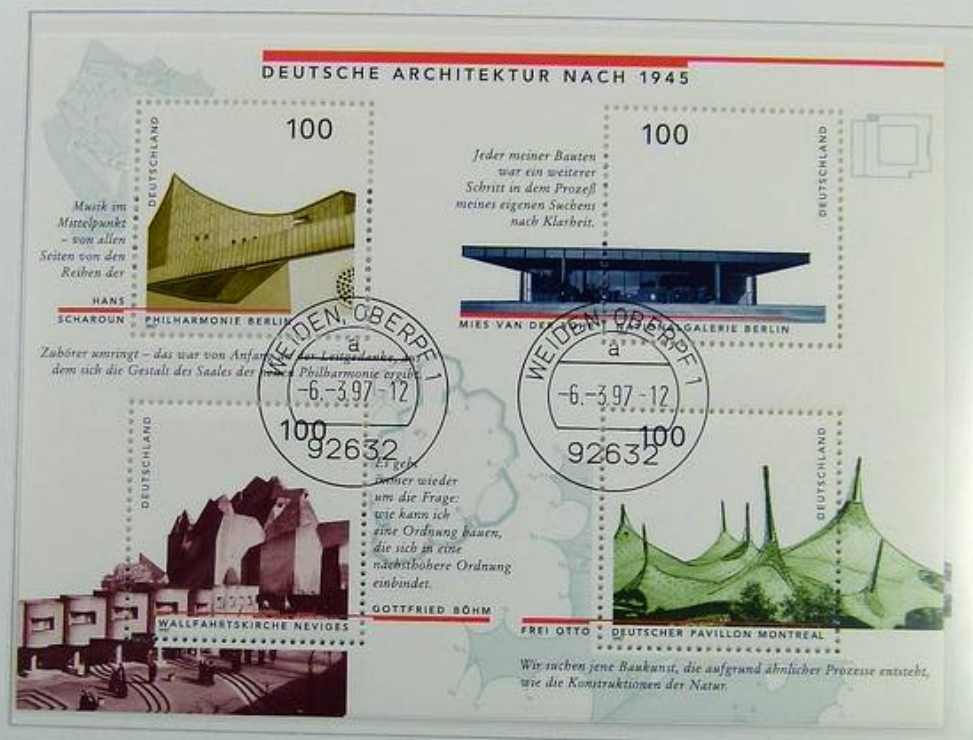 DEUTSCHE ARCHITEKTUR NACH 1945
DEUTSCHLAND
100
Musik im
Mittelpunkt
– von allen
Seiten von den
Reihen der
HANS
SCHAROUN
PHILHARMONIE BERLIN
Zuhörer umringt – das war von Anfang der Leitgedanke, aus
dem sich die Gestalt des Saales der neuen Philharmonie ergibt.
100
DEUTSCHLAND
Jeder meiner Bauten
war ein weiterer
Schritt in dem Prozeß
meines eigenen Suchens
nach Klarheit.
MIES VAN DER ROHE NATIONALGALERIE BERLIN
WEIDEN, OBERPF 1
a
-6.-3.97-12
92632
WEIDEN, OBERPF 1
a
-6.-3.97-12
92632
DEUTSCHLAND
100
Es geht
immer wieder
um die Frage:
wie kann ich
eine Ordnung bauen,
die sich in eine
nächsthöhere Ordnung
einbindet.
GOTTFRIED BÖHM
WALLFAHRTSKIRCHE NEVIGES
100
DEUTSCHLAND
FREI OTTO DEUTSCHER PAVILLON MONTREAL
Wir suchen jene Baukunst, die aufgrund ähnlicher Prozesse entsteht,
wie die Konstruktionen der Natur.